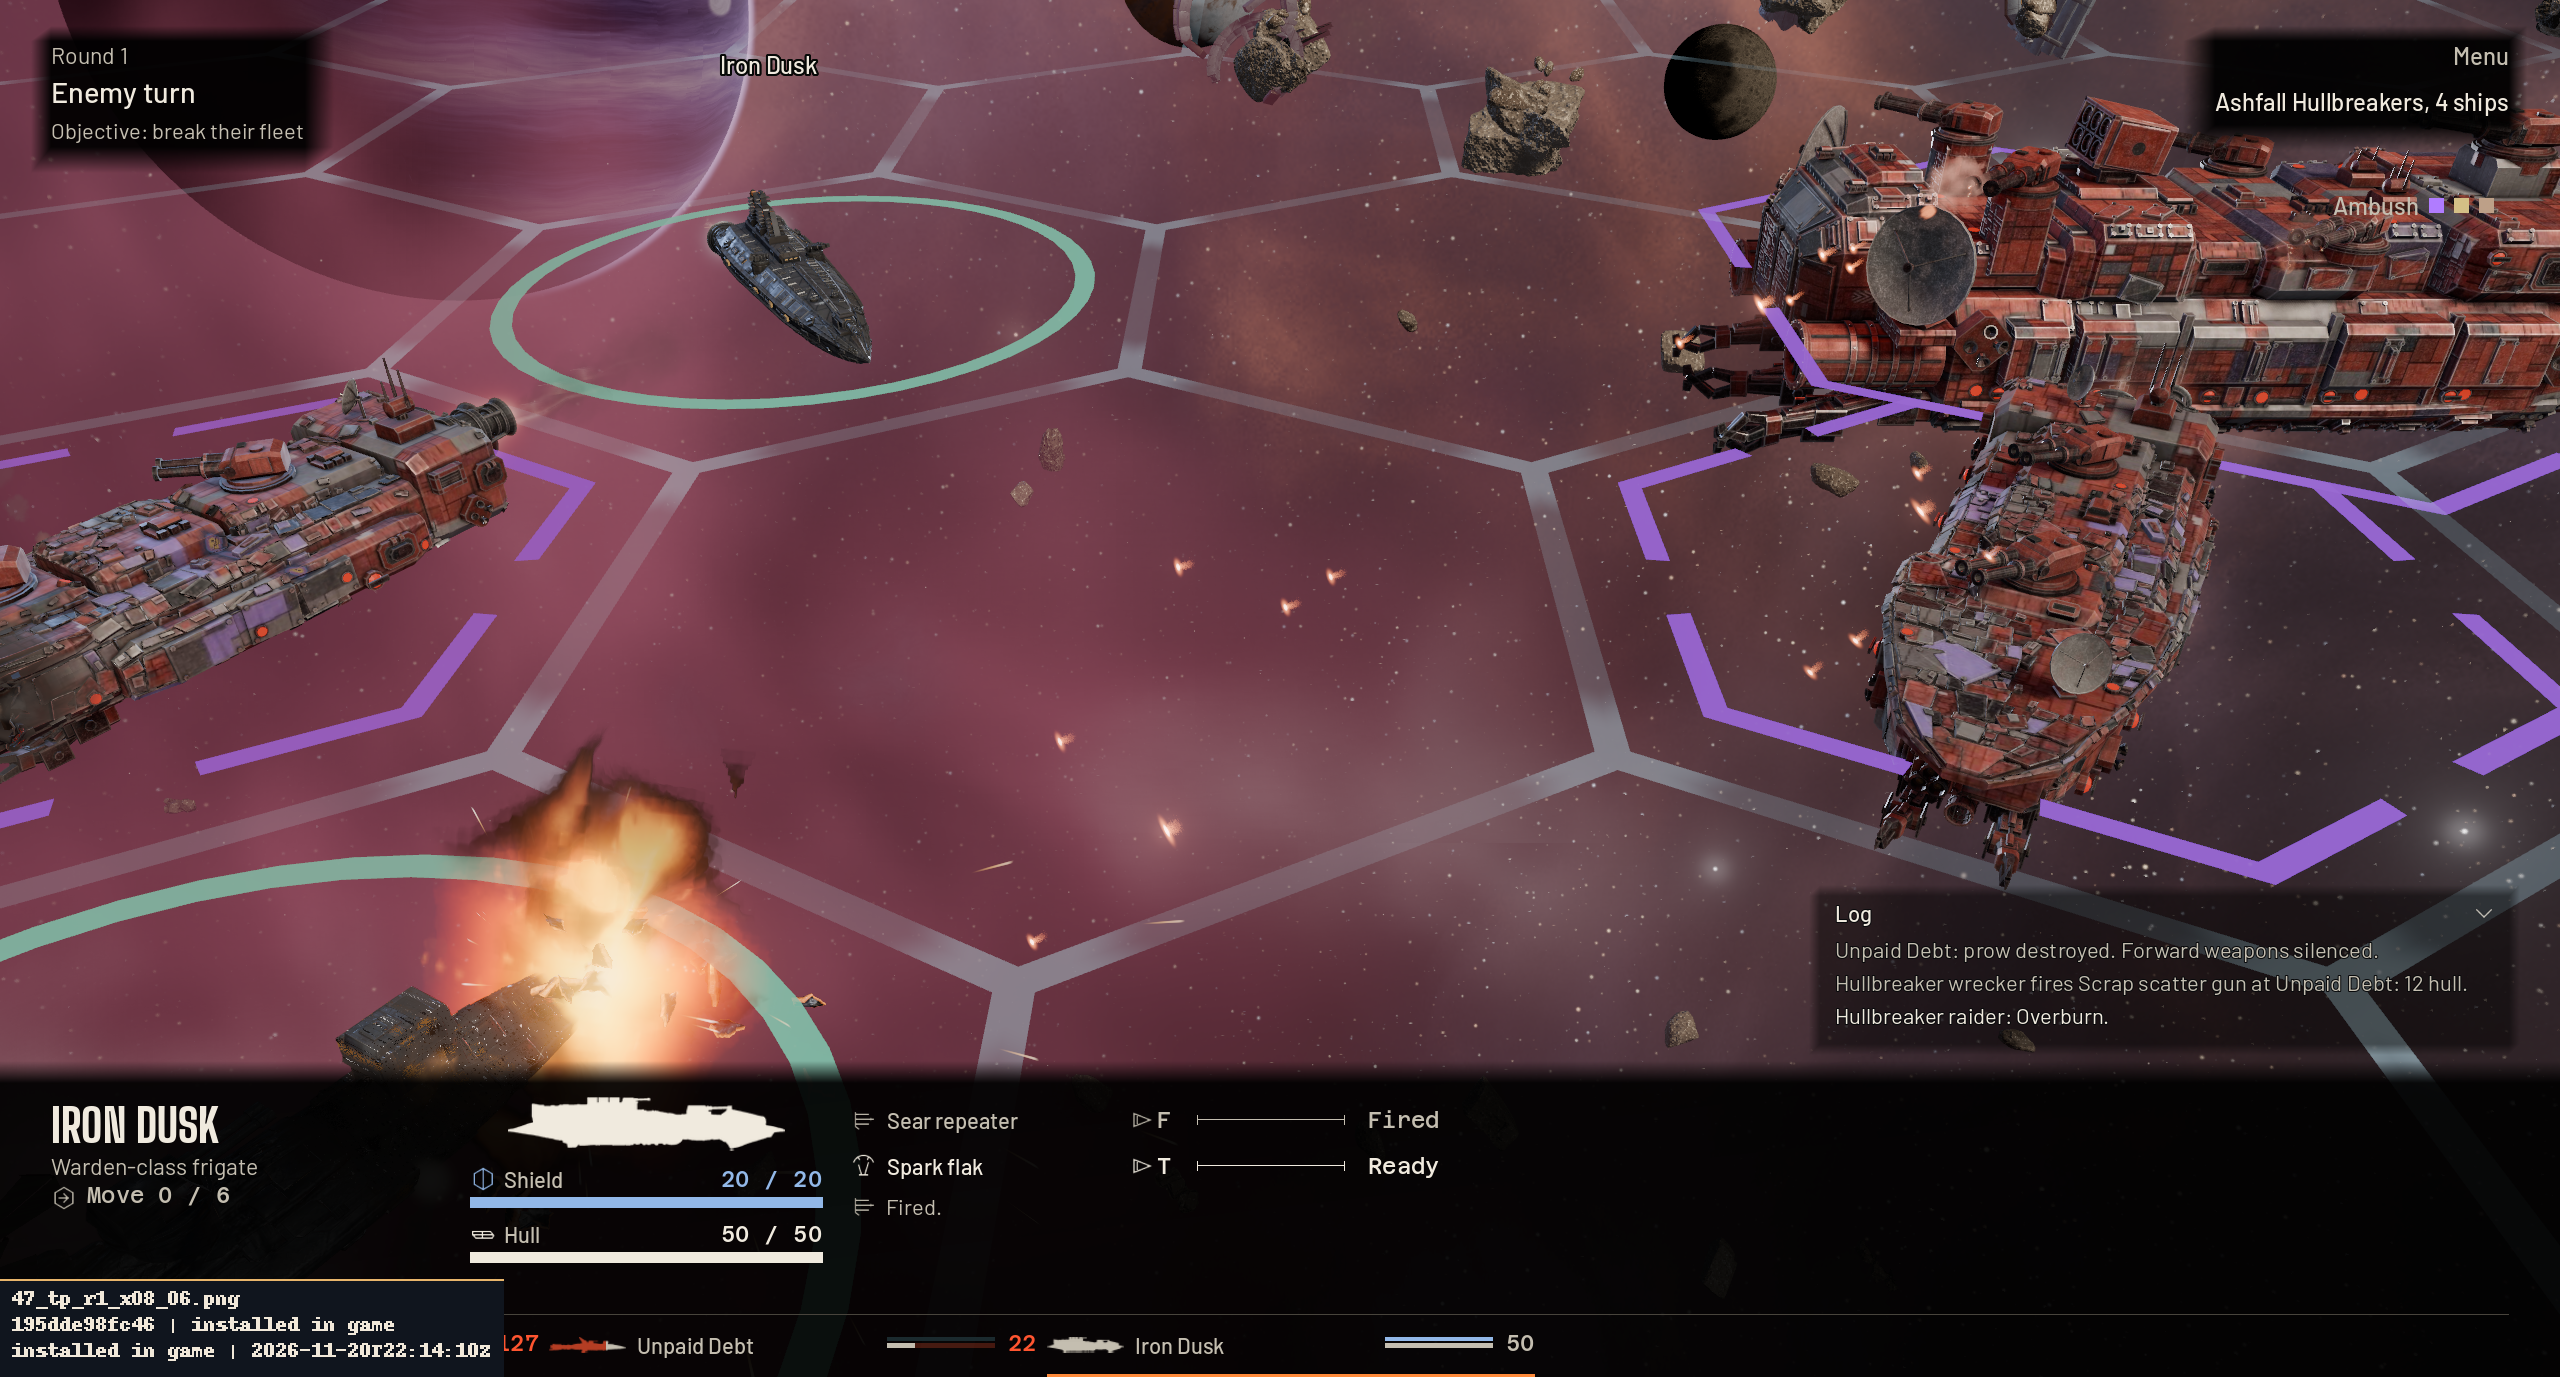 Round 1
Enemy turn
Objective: break their fleet
Iron Dusk
Menu
Ashfall Hullbreakers, 4 ships
Ambush
Log
Unpaid Debt: prow destroyed. Forward weapons silenced.
Hullbreaker wrecker fires Scrap scatter gun at Unpaid Debt: 12 hull.
Hullbreaker raider: Overburn.
IRON DUSK
Warden-class frigate
Move 0 / 6
Shield 20 / 20
Hull 50 / 50
Sear repeater F Fired
Spark flak T Ready
Fired.
47_tp_r1_x08_06.png
195dde98fc46 | installed in game
installed in game | 2026-11-20T22:14:10Z
127 Unpaid Debt 22 Iron Dusk 50